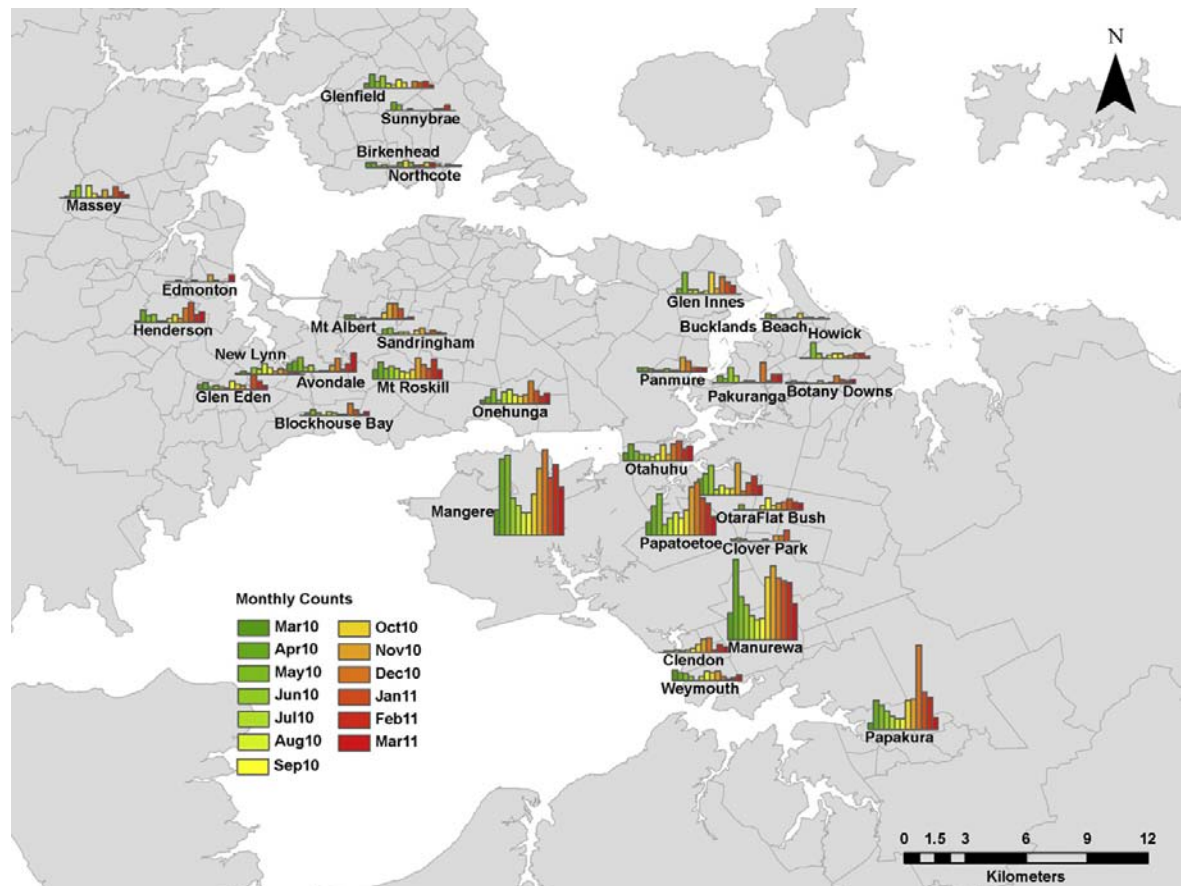 N
Glenfield
Sunnybrae
Birkenhead
Northcote
Massey
Edmonton
Henderson
Mt Albert
Sandringham
Glen Innes
Bucklands Beach
Howick
New Lynn
Avondale
Mt Roskill
Panmure
Pakuranga
Botany Downs
Glen Eden
Blockhouse Bay
Onehunga
Otahuhu
Mangere
OtaraFlat Bush
Papatoetoe
Clover Park
Manurewa
Clendon
Weymouth
Papakura
Monthly Counts
Mar10
Apr10
May10
Jun10
Jul10
Aug10
Sep10
Oct10
Nov10
Dec10
Jan11
Feb11
Mar11
0 1.5 3 6 9 12
Kilometers